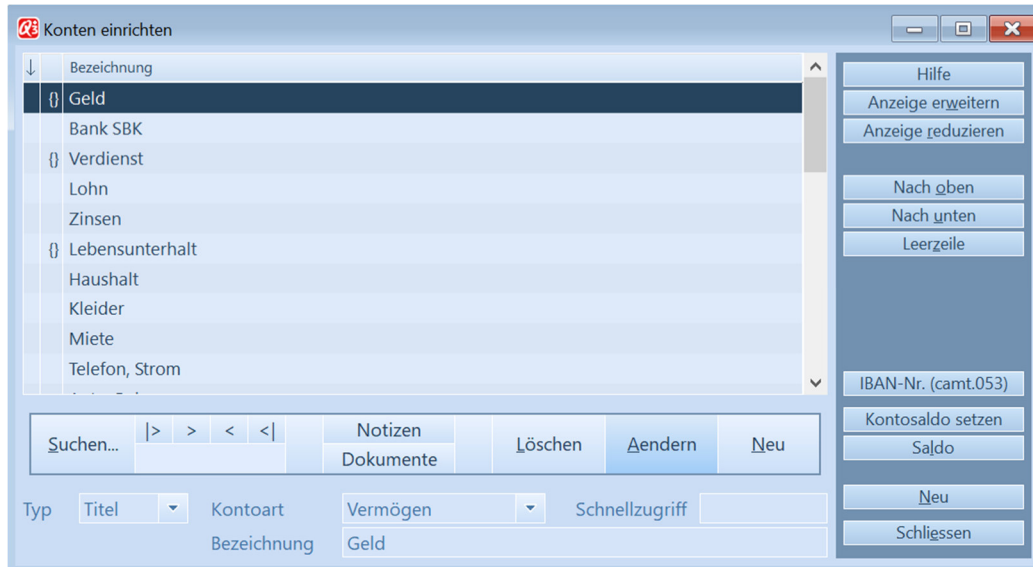 Konten einrichten
Bezeichnung
{} Geld
Bank SBK
{} Verdienst
Lohn
Zinsen
{} Lebensunterhalt
Haushalt
Kleider
Miete
Telefon, Strom
Suchen... |> > < <| Notizen Löschen Aendern Neu
Dokumente
Typ Titel Kontoart Vermögen Schnellzugriff
Bezeichnung Geld
Hilfe
Anzeige erweitern
Anzeige reduzieren
Nach oben
Nach unten
Leerzeile
IBAN-Nr. (camt.053)
Kontosaldo setzen
Saldo
Neu
Schliessen